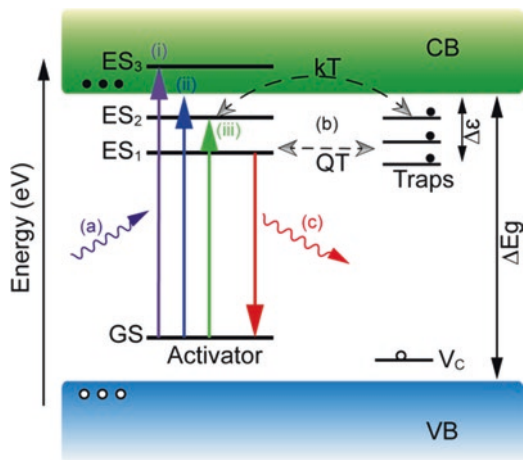 CB
(i)
ES3
(ii)
kT
ES2
(iii)
(b)
Δε
ES1
QT
Traps
Energy (eV)
(a)
(c)
ΔEg
GS
Activator
VC
VB